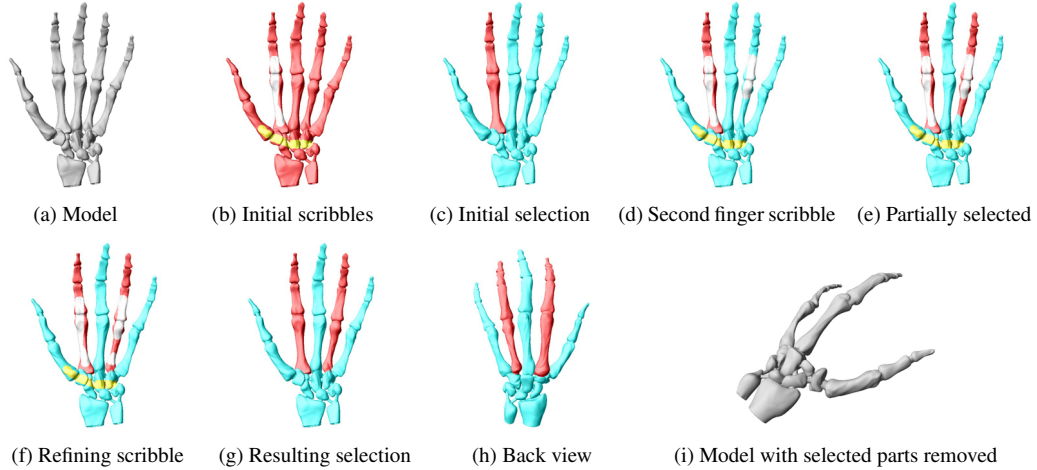 (a) Model
(b) Initial scribbles
(c) Initial selection
(d) Second finger scribble
(e) Partially selected
(f) Refining scribble
(g) Resulting selection
(h) Back view
(i) Model with selected parts removed